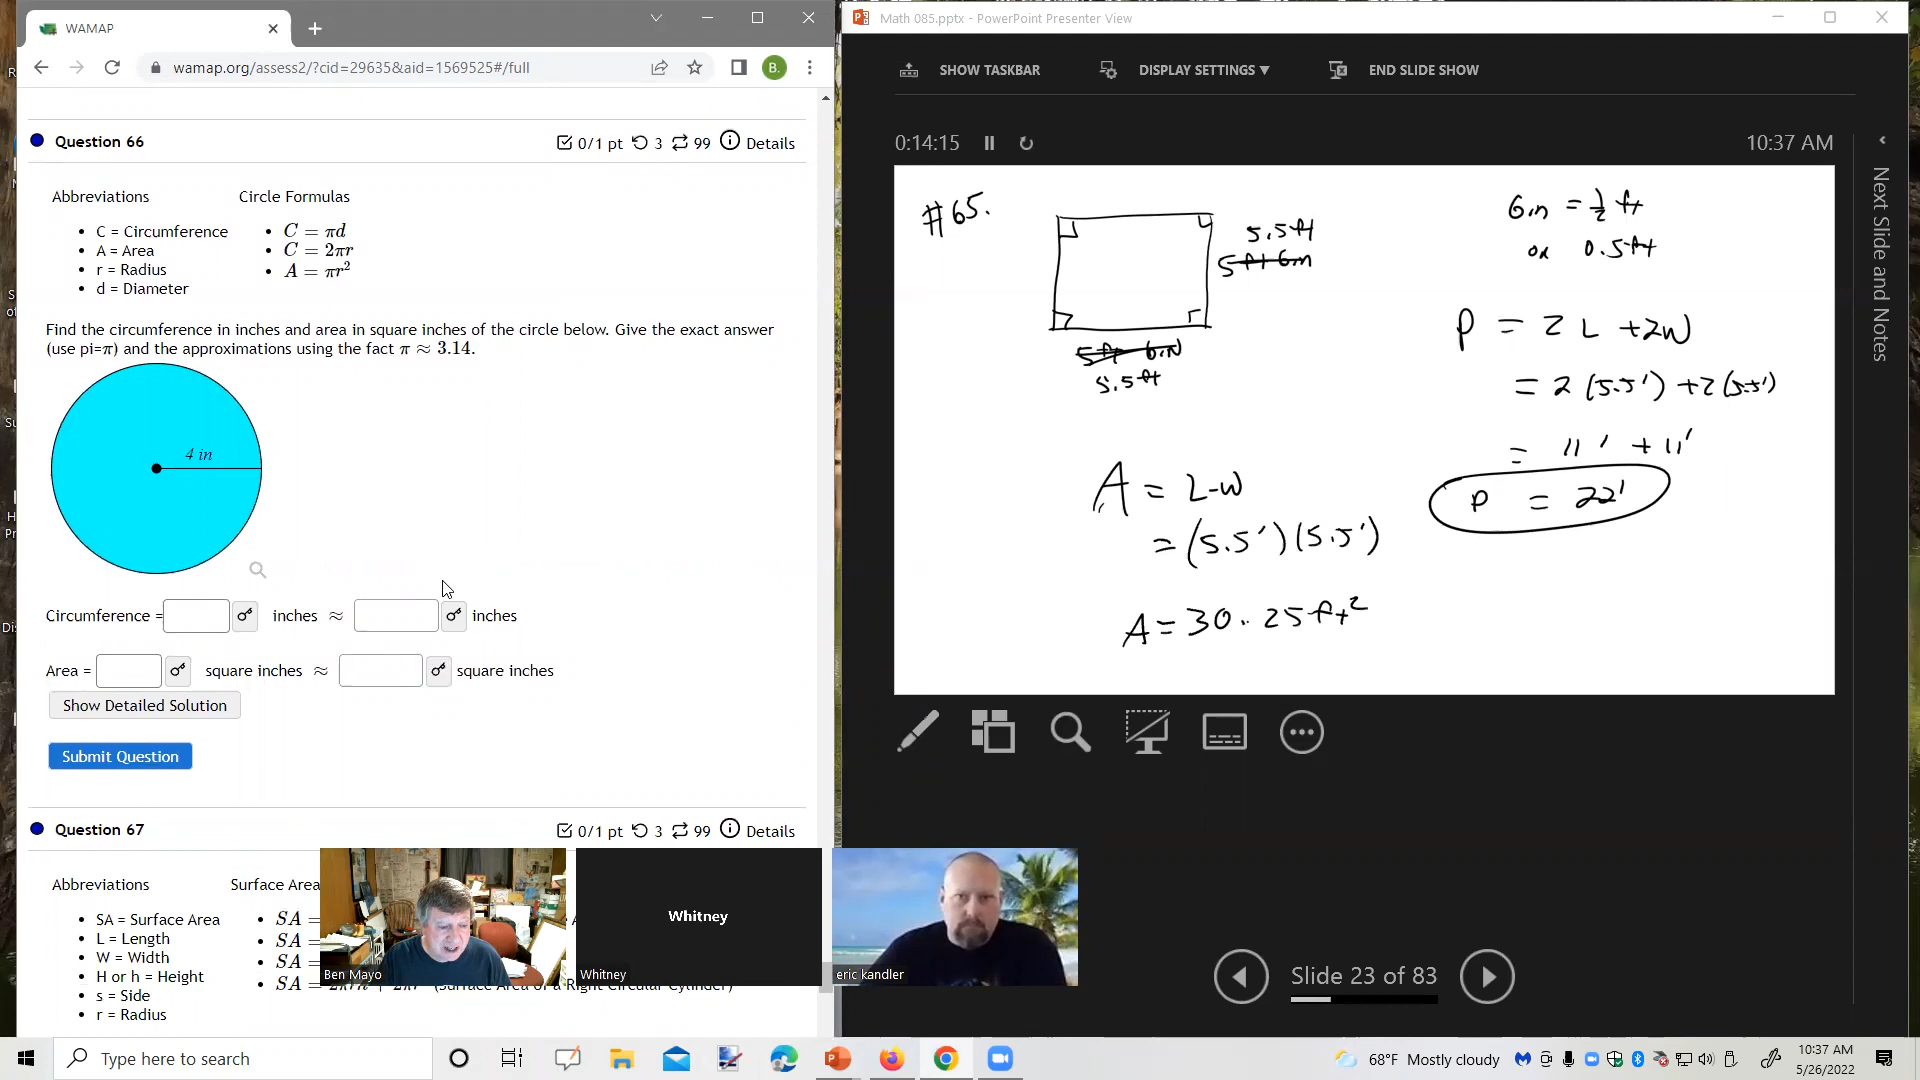 WAMAP
wamap.org/assess2/?cid=29635&aid=1569525#/full
B.
Question 66
0/1 pt 3 99 Details
Abbreviations
C = Circumference
A = Area
r = Radius
d = Diameter
Circle Formulas
C = πd
C = 2πr
A = πr²
Find the circumference in inches and area in square inches of the circle below. Give the exact answer
(use pi=π) and the approximations using the fact π ≈ 3.14.
4 in
Circumference = inches ≈ inches
Area = square inches ≈ square inches
Show Detailed Solution
Submit Question
Question 67
0/1 pt 3 99 Details
Abbreviations
Surface Area
SA = Surface Area
L = Length
W = Width
H or h = Height
s = Side
r = Radius
SA =
SA =
SA =
SA =
Ben Mayo
Whitney
Whitney
eric kandler
Math 085.pptx - PowerPoint Presenter View
SHOW TASKBAR
DISPLAY SETTINGS
END SLIDE SHOW
0:14:15
10:37 AM
Next Slide and Notes
#65.
5.5ft
5ft 6in
5ft 6in
5.5ft
6in = 1/2 ft
or 0.5ft
P = 2L + 2W
= 2(5.5') + 2(5.5')
= 11' + 11'
P = 22'
A = L·W
= (5.5')(5.5')
A = 30.25ft²
Slide 23 of 83
Type here to search
68°F Mostly cloudy
10:37 AM
5/26/2022